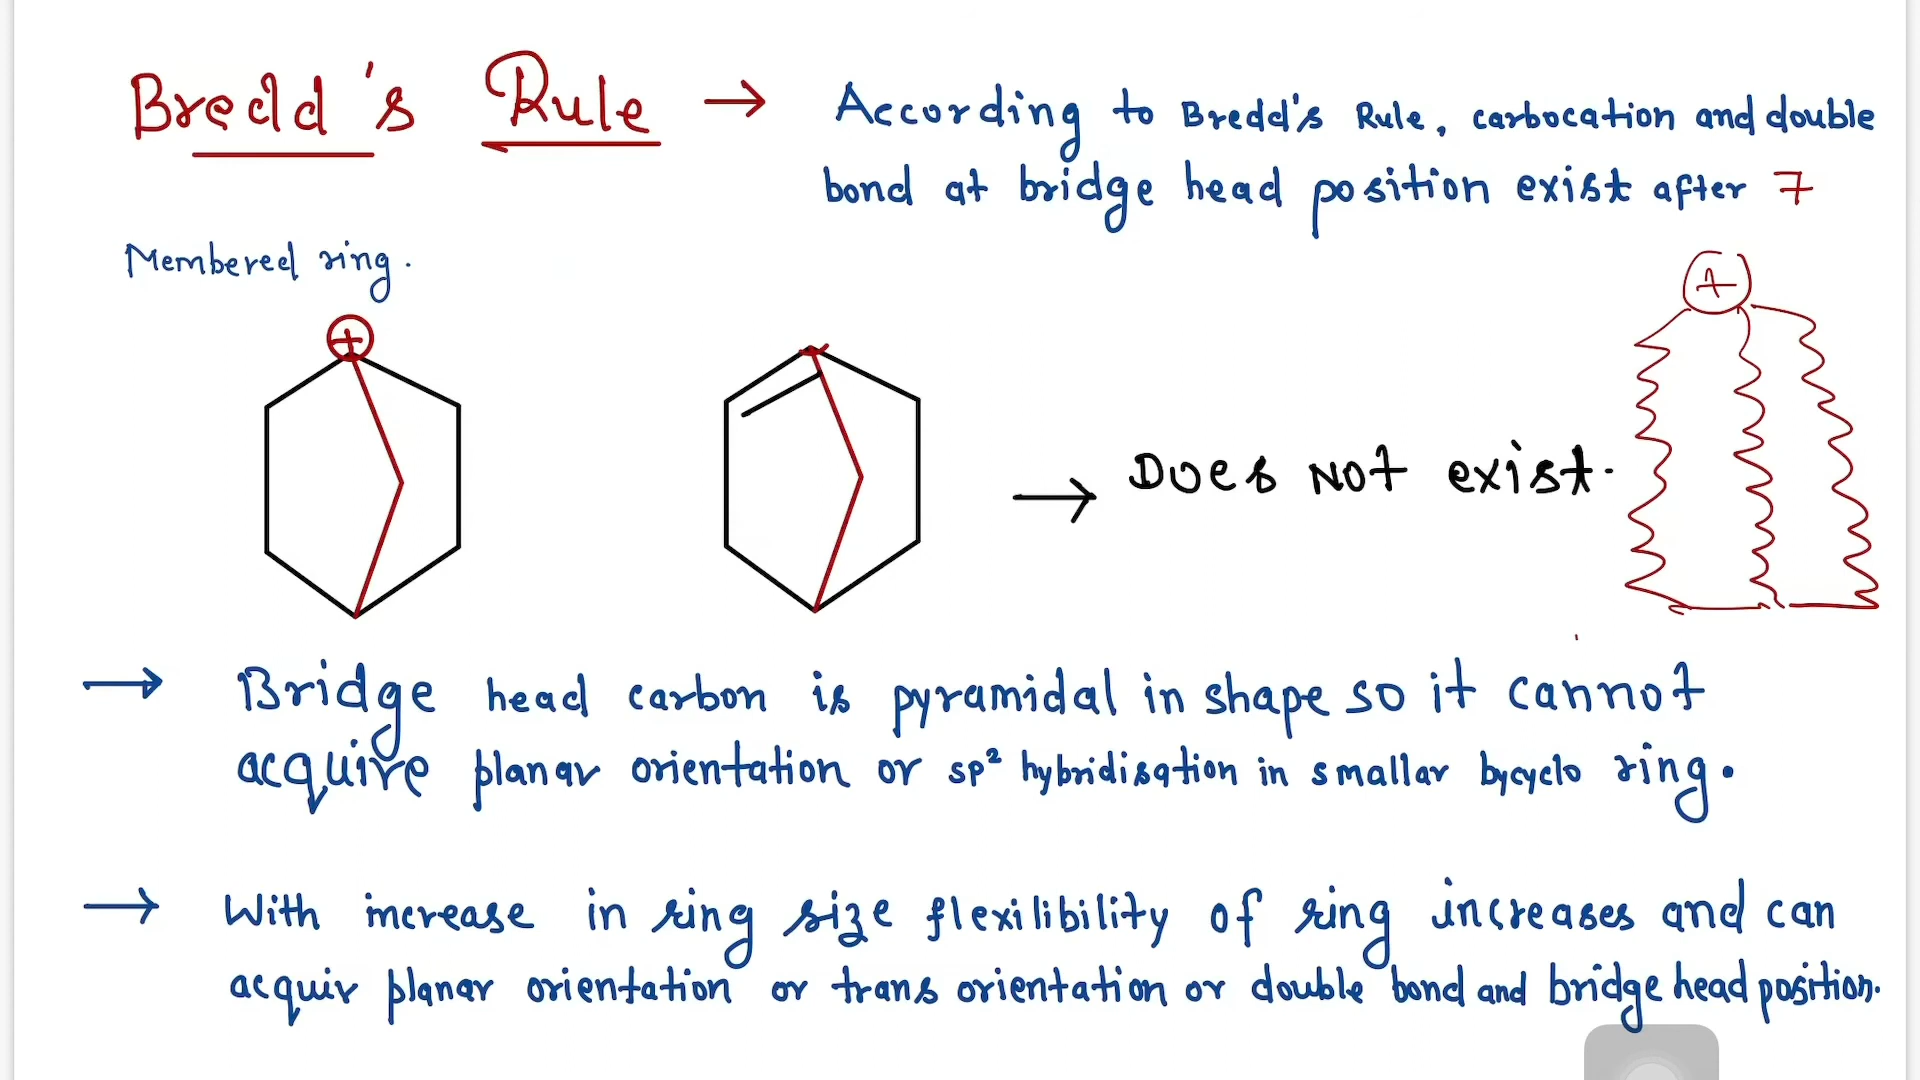 Bredd's Rule → According to Bredd's Rule, carbocation and double
bond at bridge head position exist after 7
Membered ring.
+
+
→ Does Not exist.
→ Bridge head carbon is pyramidal in shape so it cannot
acquire planar orientation or sp² hybridisation in smallar bycyclo ring.
→ With increase in ring size flexilibility of ring increases and can
acquir planar orientation or trans orientation or double bond and bridge head position.